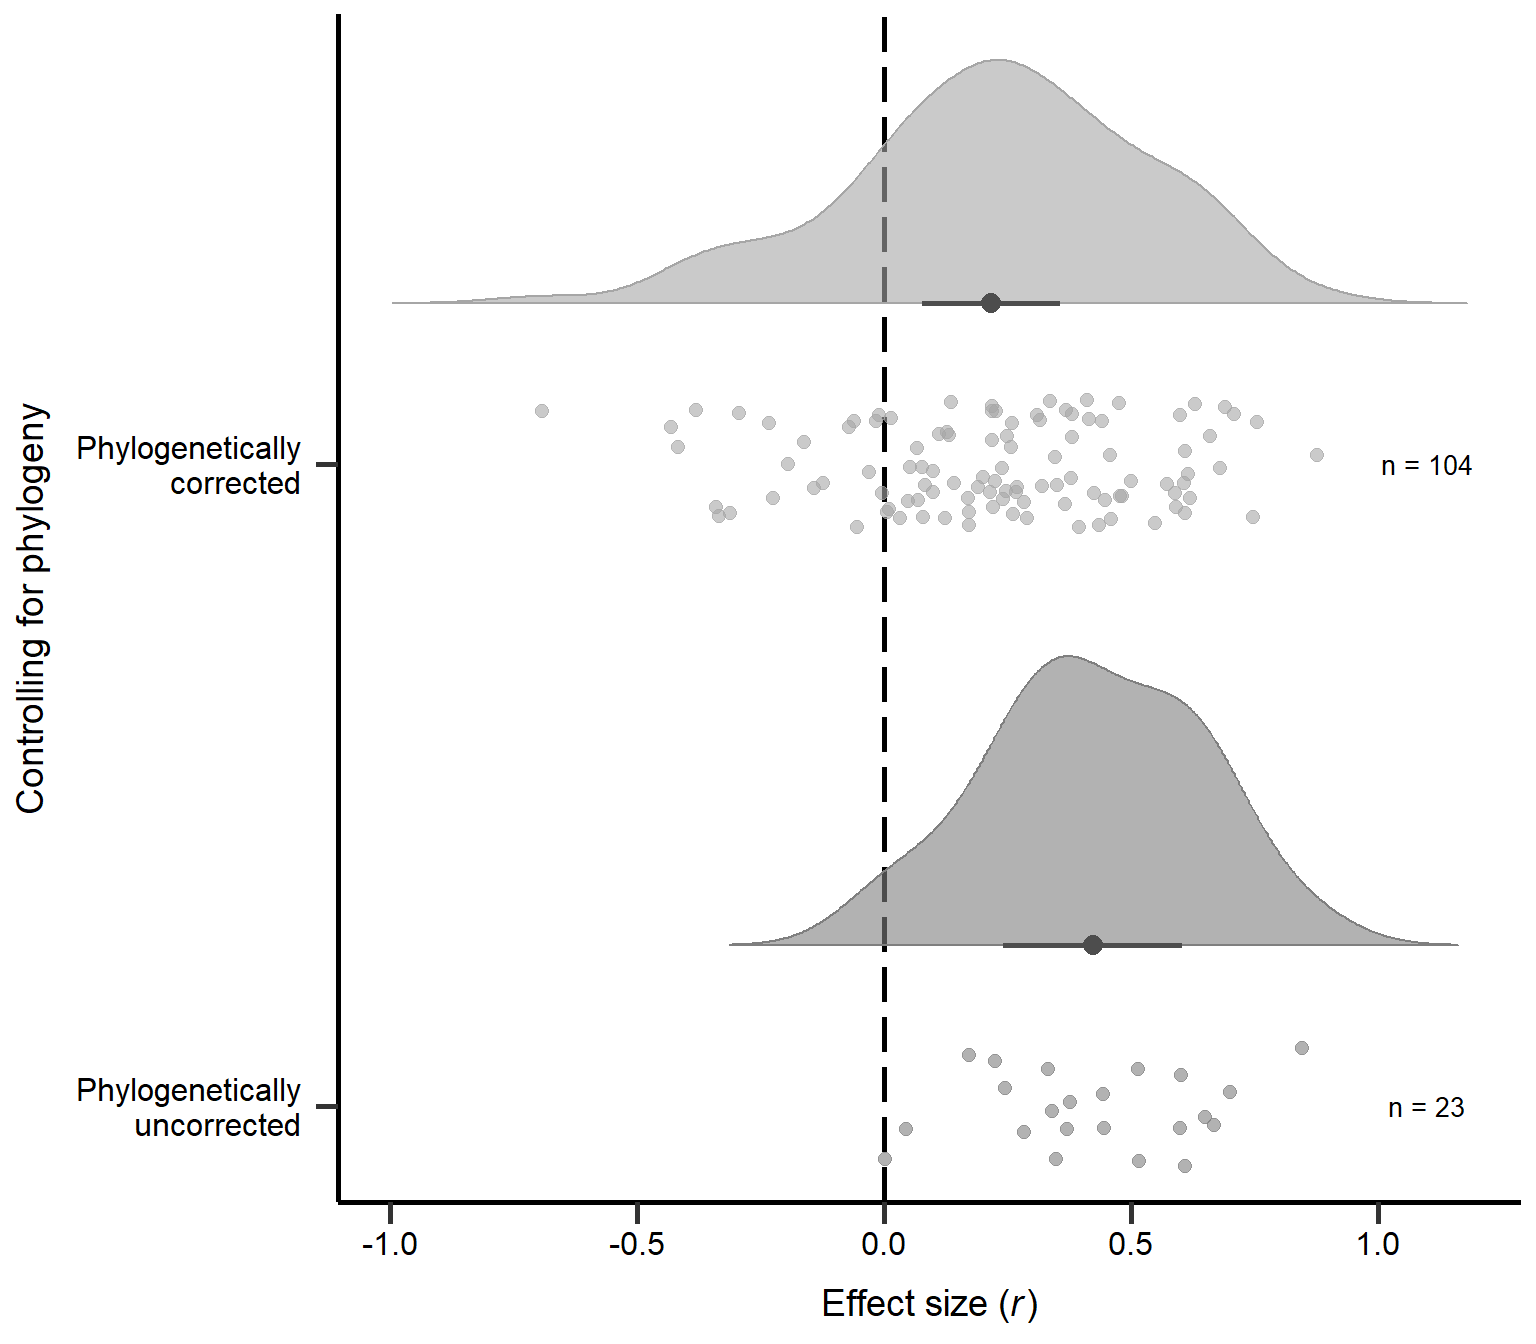 Controlling for phylogeny
Phylogenetically
corrected
n = 104
Phylogenetically
uncorrected
n = 23
-1.0
-0.5
0.0
0.5
1.0
Effect size (r)